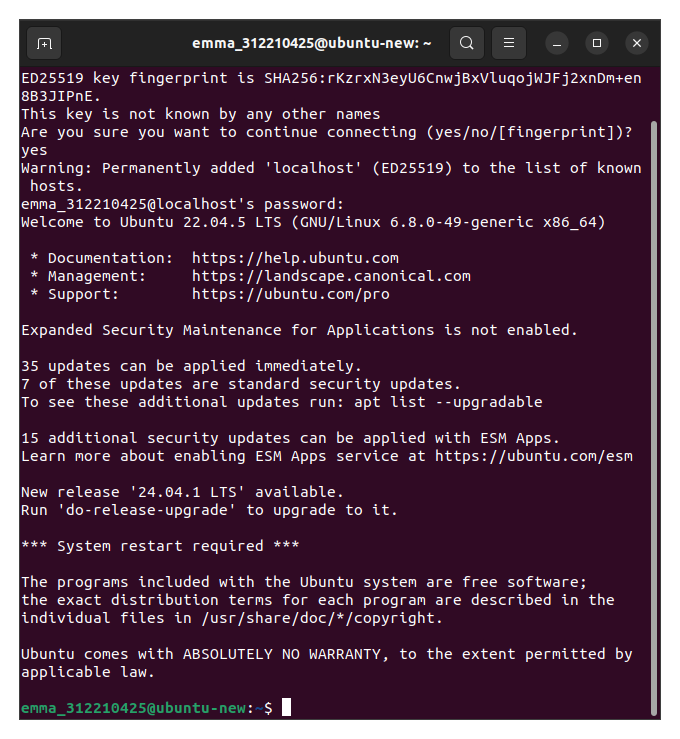 emma_312210425@ubuntu-new: ~
ED25519 key fingerprint is SHA256:rKzrxN3eyU6CnwjBxVluqojWJFj2xnDm+en
8B3JIPnE.
This key is not known by any other names
Are you sure you want to continue connecting (yes/no/[fingerprint])?
yes
Warning: Permanently added 'localhost' (ED25519) to the list of known
 hosts.
emma_312210425@localhost's password:
Welcome to Ubuntu 22.04.5 LTS (GNU/Linux 6.8.0-49-generic x86_64)

 * Documentation:  https://help.ubuntu.com
 * Management:     https://landscape.canonical.com
 * Support:        https://ubuntu.com/pro

Expanded Security Maintenance for Applications is not enabled.

35 updates can be applied immediately.
7 of these updates are standard security updates.
To see these additional updates run: apt list --upgradable

15 additional security updates can be applied with ESM Apps.
Learn more about enabling ESM Apps service at https://ubuntu.com/esm

New release '24.04.1 LTS' available.
Run 'do-release-upgrade' to upgrade to it.

*** System restart required ***

The programs included with the Ubuntu system are free software;
the exact distribution terms for each program are described in the
individual files in /usr/share/doc/*/copyright.

Ubuntu comes with ABSOLUTELY NO WARRANTY, to the extent permitted by
applicable law.

emma_312210425@ubuntu-new:~$